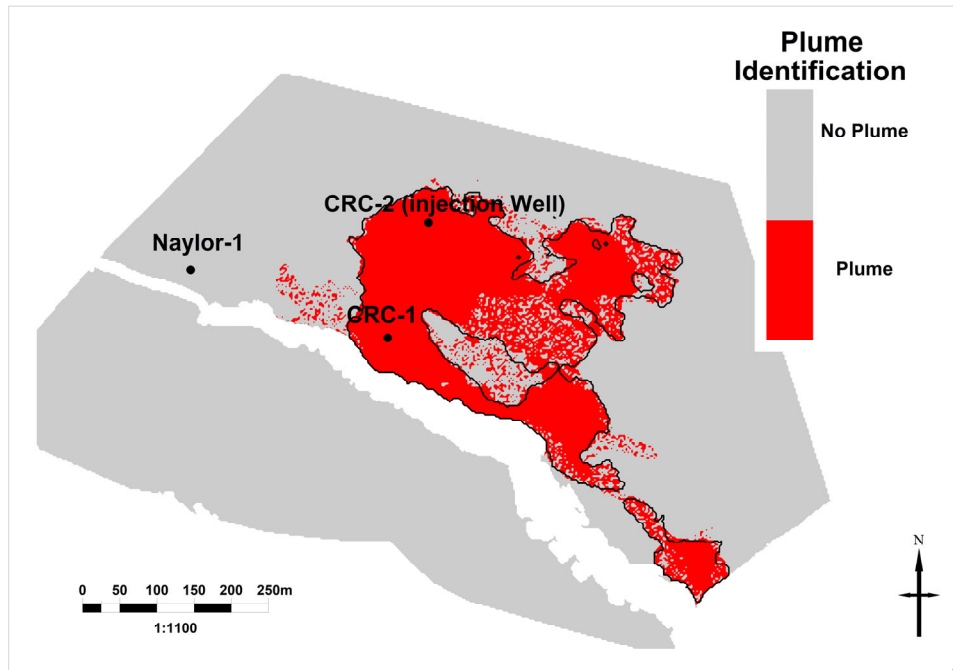 Plume
Identification
No Plume
Plume
CRC-2 (injection Well)
Naylor-1
CRC-1
0 50 100 150 200 250m
1:1100
N